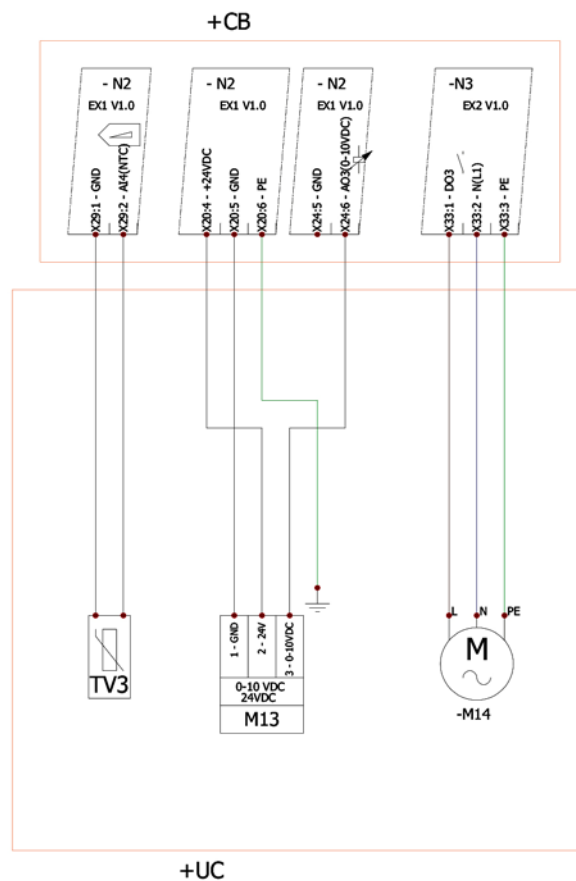 +CB
- N2
EX1 V1.0
X29:1 - GND
X29:2 - AI4(NTC)
- N2
EX1 V1.0
X20:4 - +24VDC
X20:5 - GND
X20:6 - PE
- N2
EX1 V1.0
X24:5 - GND
X24:6 - AO3(0-10VDC)
-N3
EX2 V1.0
X33:1 - DO3
X33:2 - N(L1)
X33:3 - PE
TV3
1 - GND
2 - 24V
3 - 0-10VDC
0-10 VDC
24VDC
M13
L N PE
M
-M14
+UC